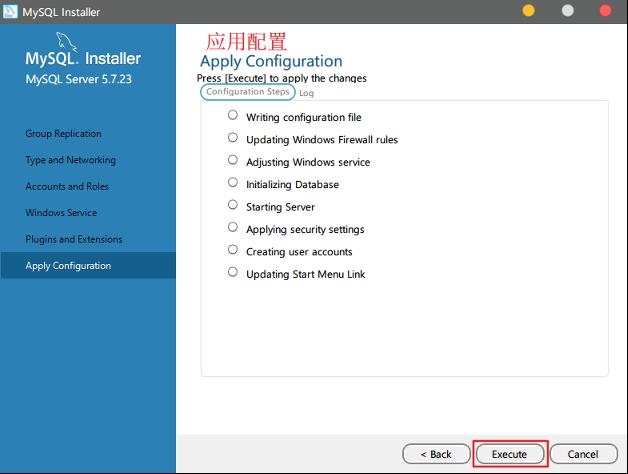 MySQL Installer
MySQL. Installer
MySQL Server 5.7.23
Group Replication
Type and Networking
Accounts and Roles
Windows Service
Plugins and Extensions
Apply Configuration
应用配置
Apply Configuration
Press [Execute] to apply the changes
Configuration Steps Log
Writing configuration file
Updating Windows Firewall rules
Adjusting Windows service
Initializing Database
Starting Server
Applying security settings
Creating user accounts
Updating Start Menu Link
< Back Execute Cancel